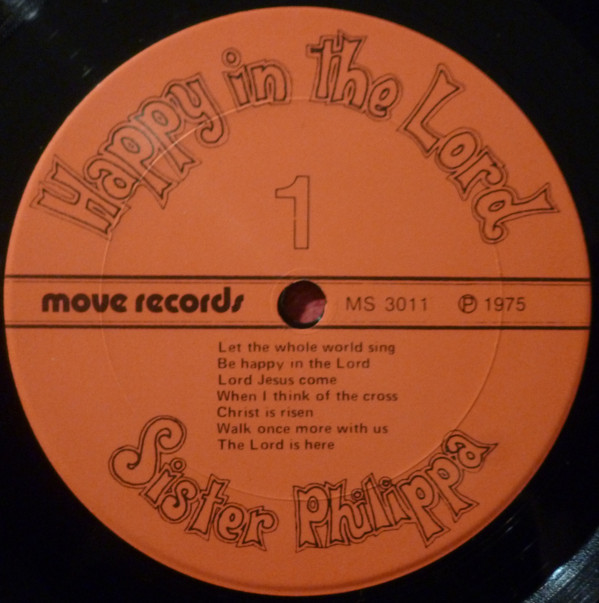 Happy in the Lord
1
move records MS 3011 ℗ 1975
Let the whole world sing
Be happy in the Lord
Lord Jesus come
When I think of the cross
Christ is risen
Walk once more with us
The Lord is here
Sister Philippa